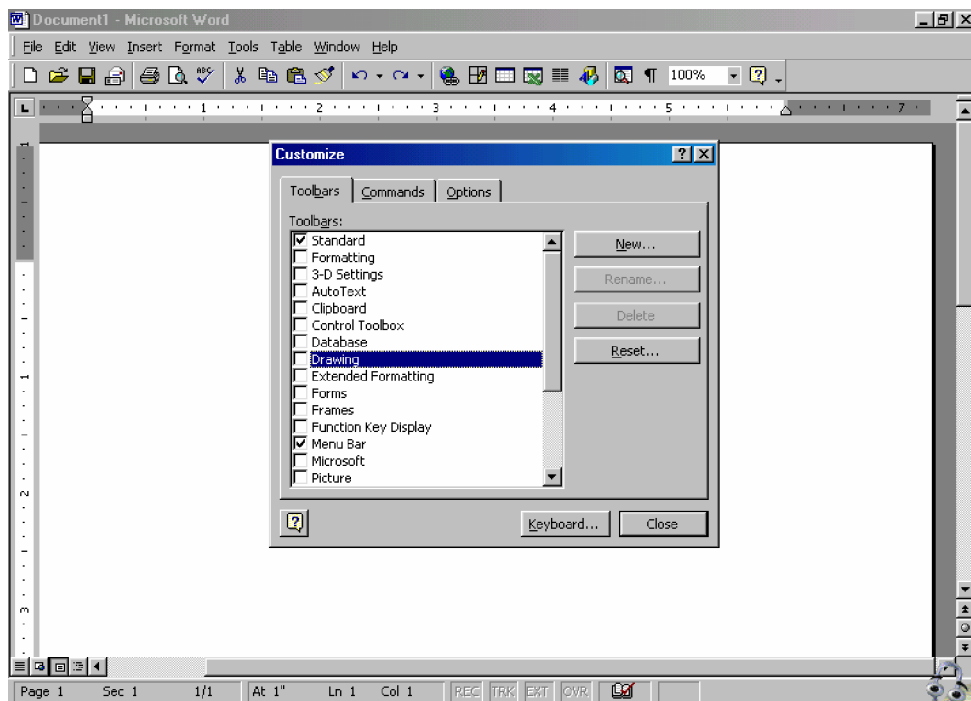 Document1 - Microsoft Word
File Edit View Insert Format Tools Table Window Help
ABC 100%
1 2 3 4 5 7
Customize
Toolbars Commands Options
Toolbars:
Standard
Formatting
3-D Settings
AutoText
Clipboard
Control Toolbox
Database
Drawing
Extended Formatting
Forms
Frames
Function Key Display
Menu Bar
Microsoft
Picture
New...
Rename...
Delete
Reset...
Keyboard... Close
1
1
2
3
Page 1 Sec 1 1/1 At 1" Ln 1 Col 1 REC TRK EXT OVR